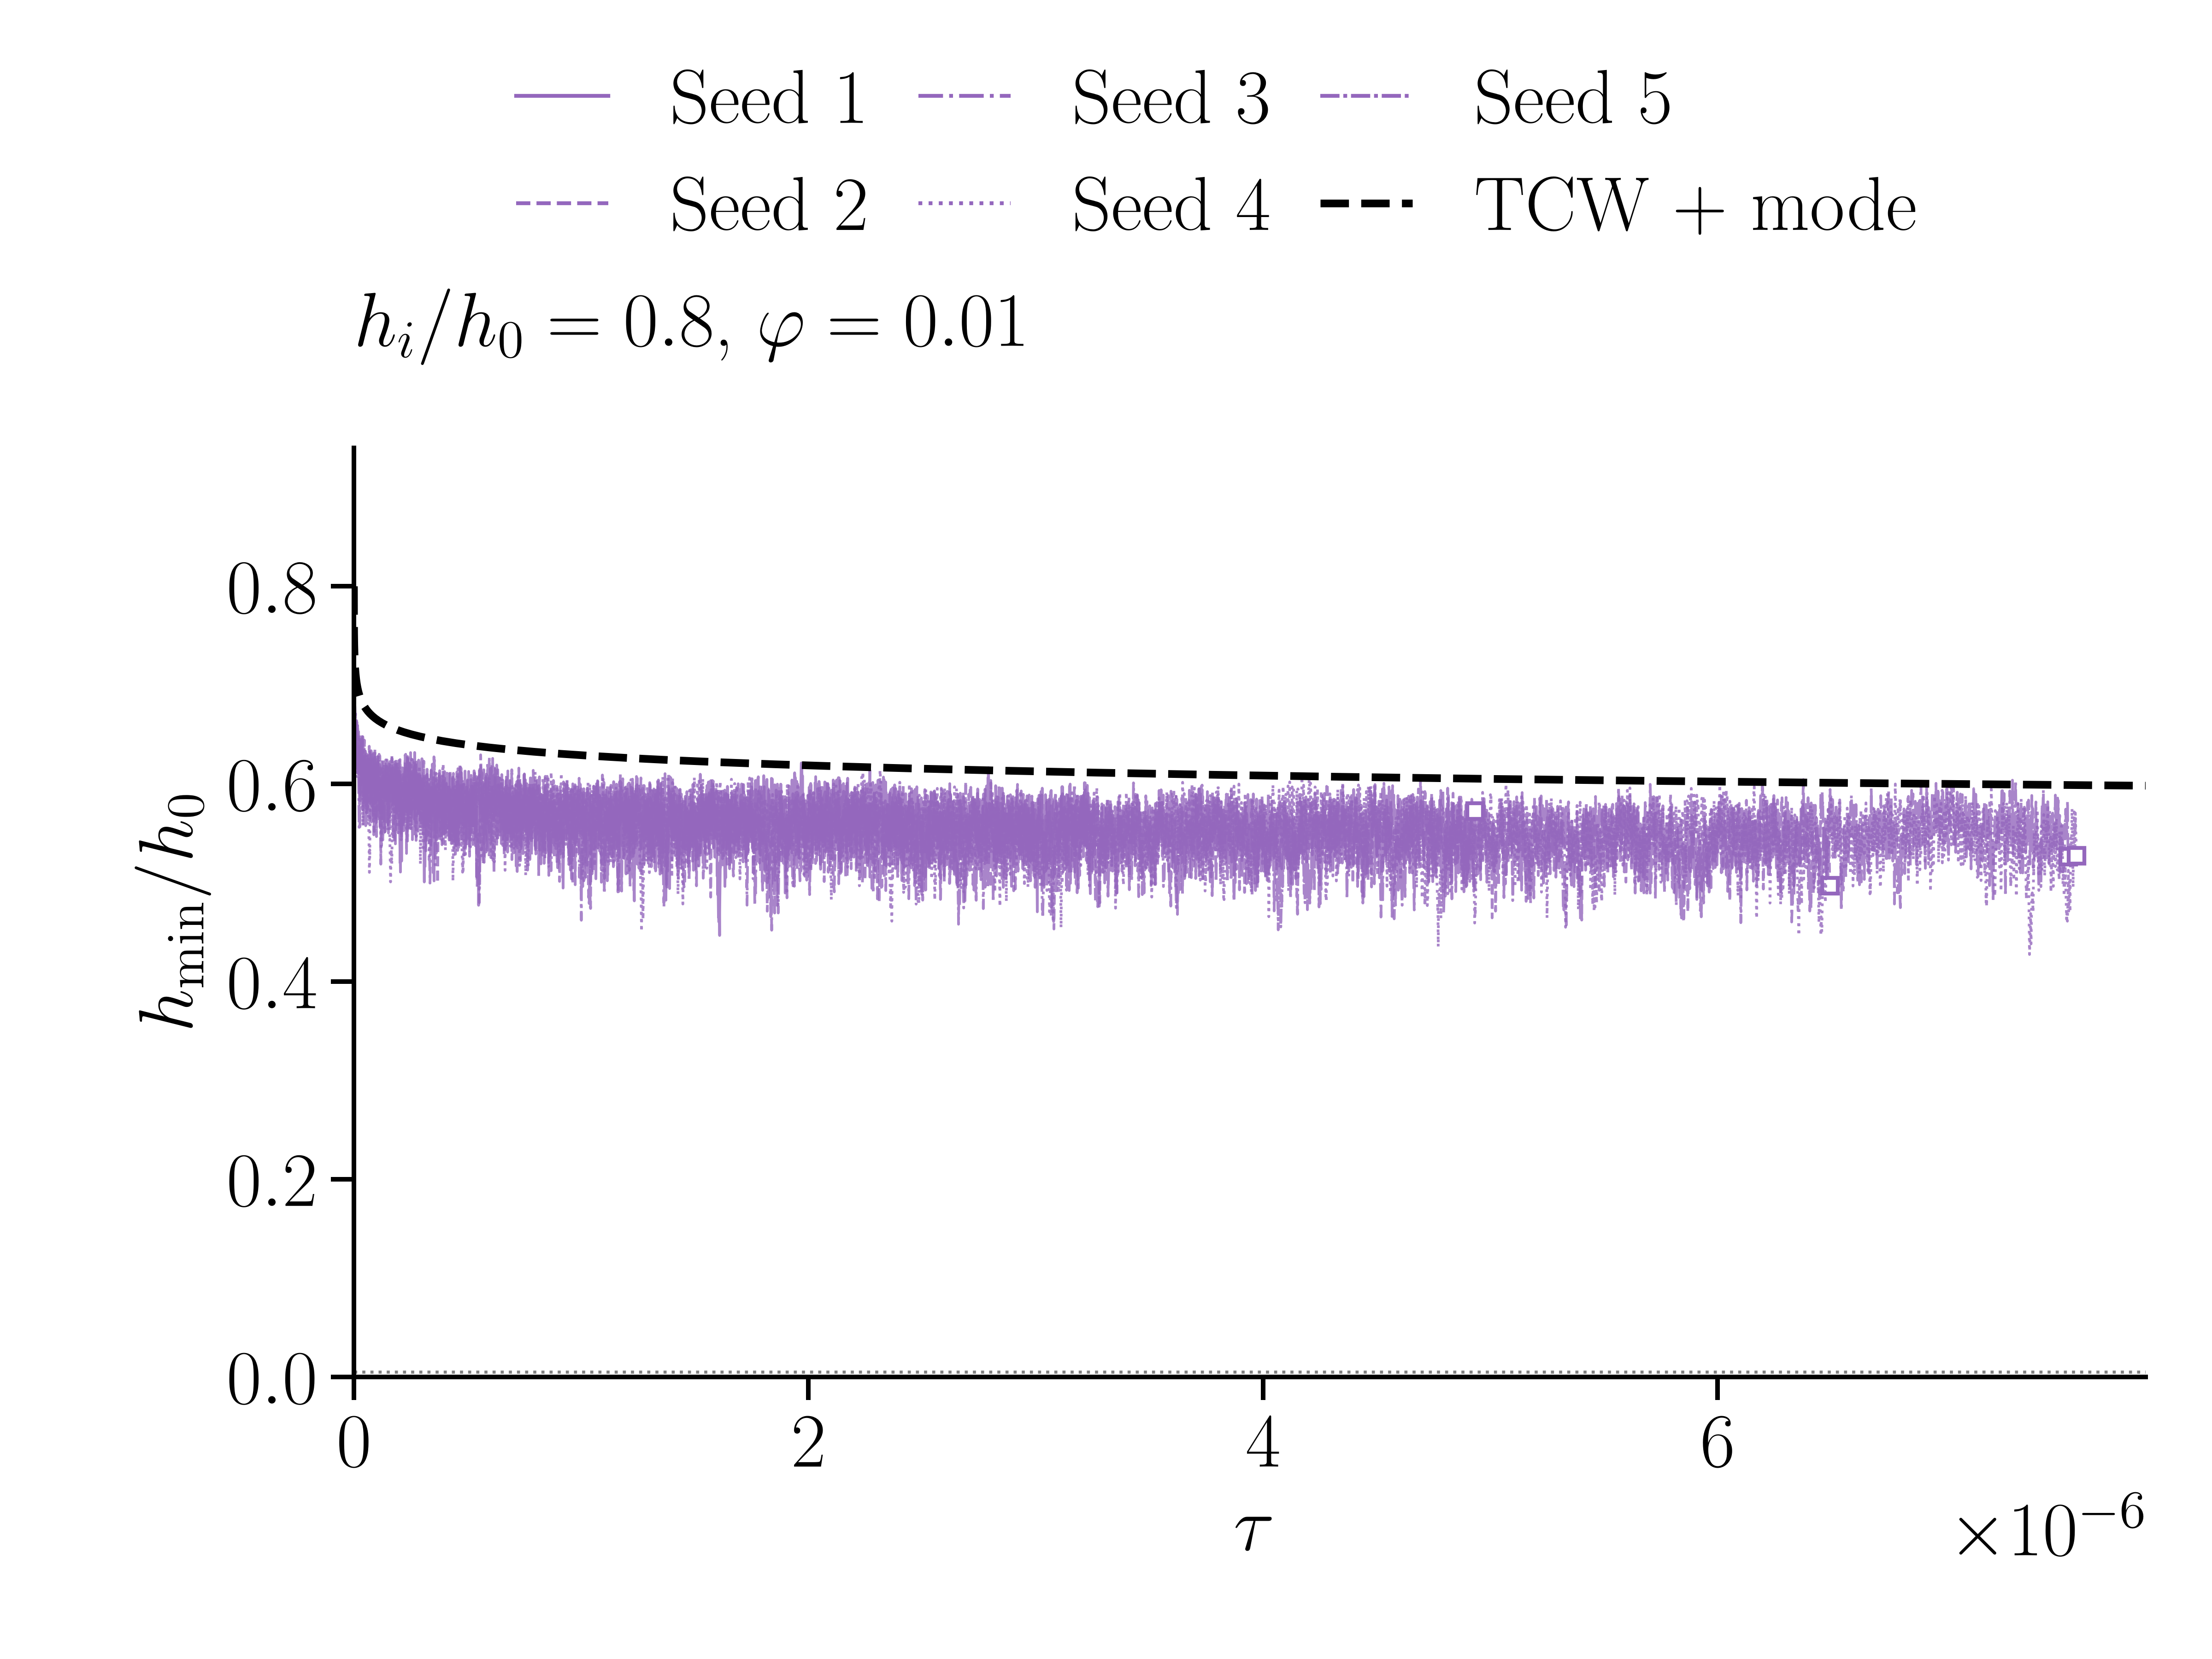 Seed 1 Seed 3 Seed 5
Seed 2 Seed 4 TCW + mode
h_i/h_0 = 0.8, φ = 0.01
h_min/h_0
0.8
0.6
0.4
0.2
0.0
0 2 4 6
τ
×10⁻⁶